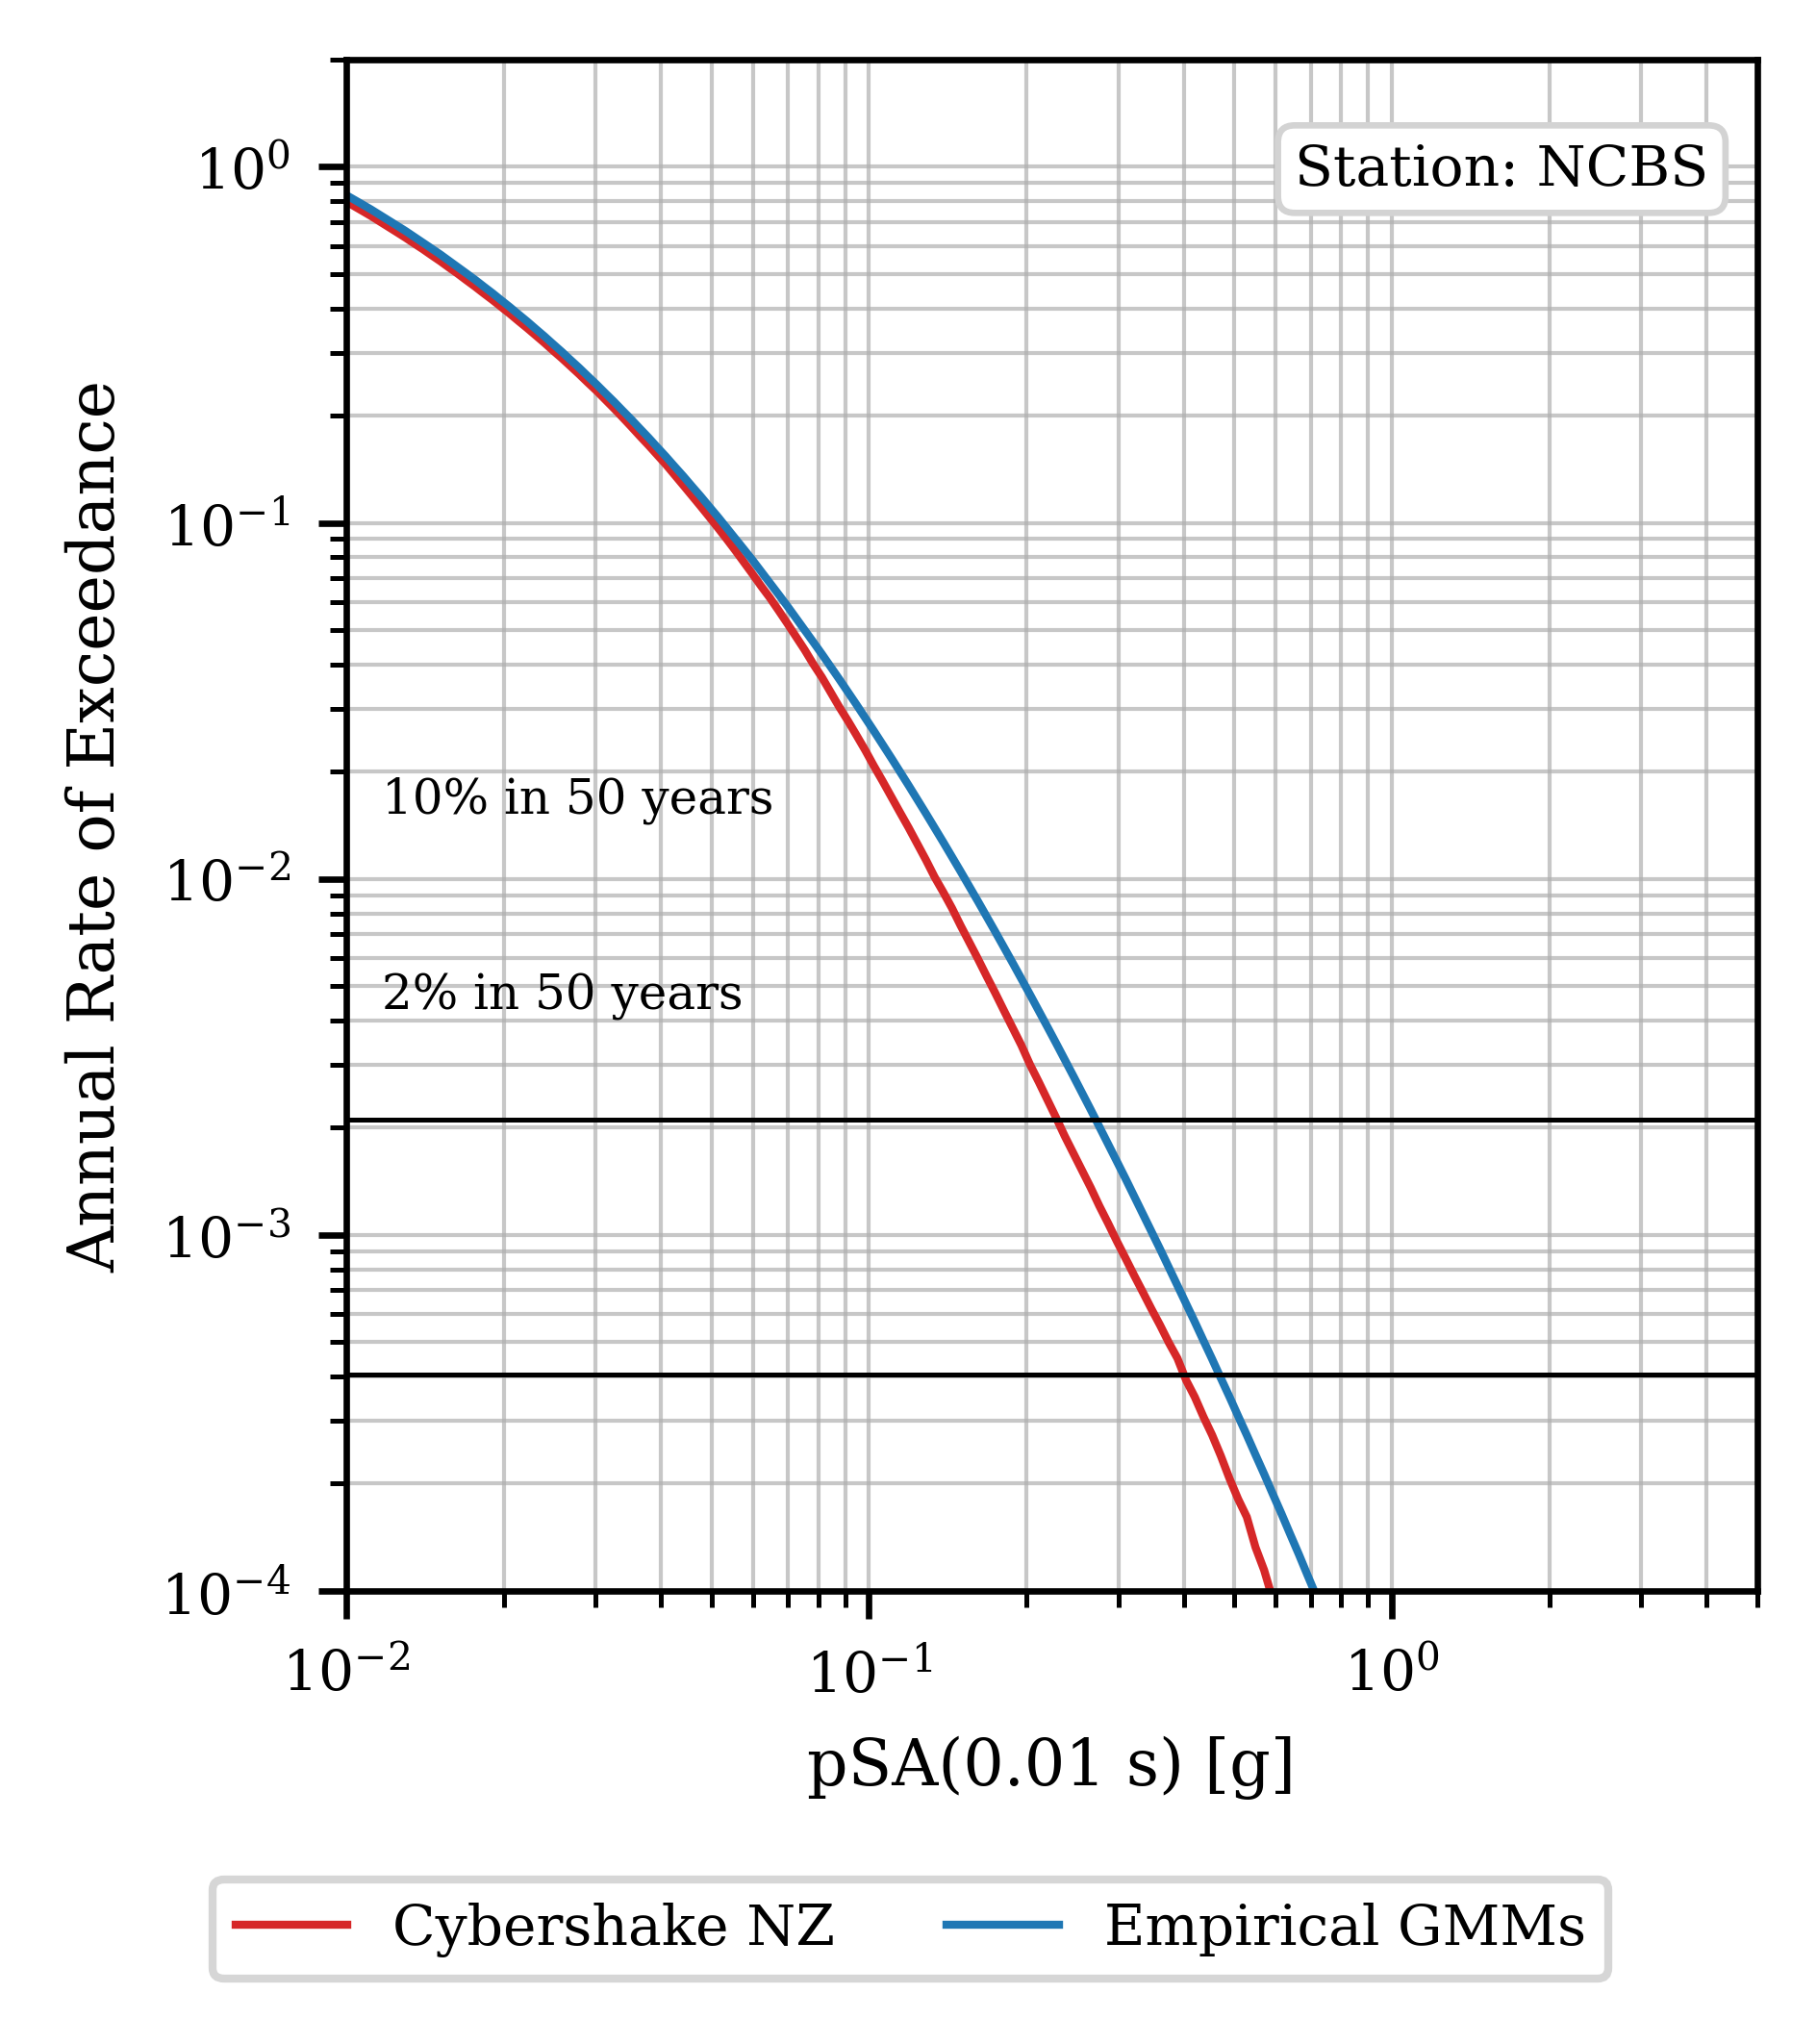 Station: NCBS
10⁰
10⁻¹
10⁻²
10⁻³
10⁻⁴
Annual Rate of Exceedance
10% in 50 years
2% in 50 years
10⁻²
10⁻¹
10⁰
pSA(0.01 s) [g]
Cybershake NZ
Empirical GMMs